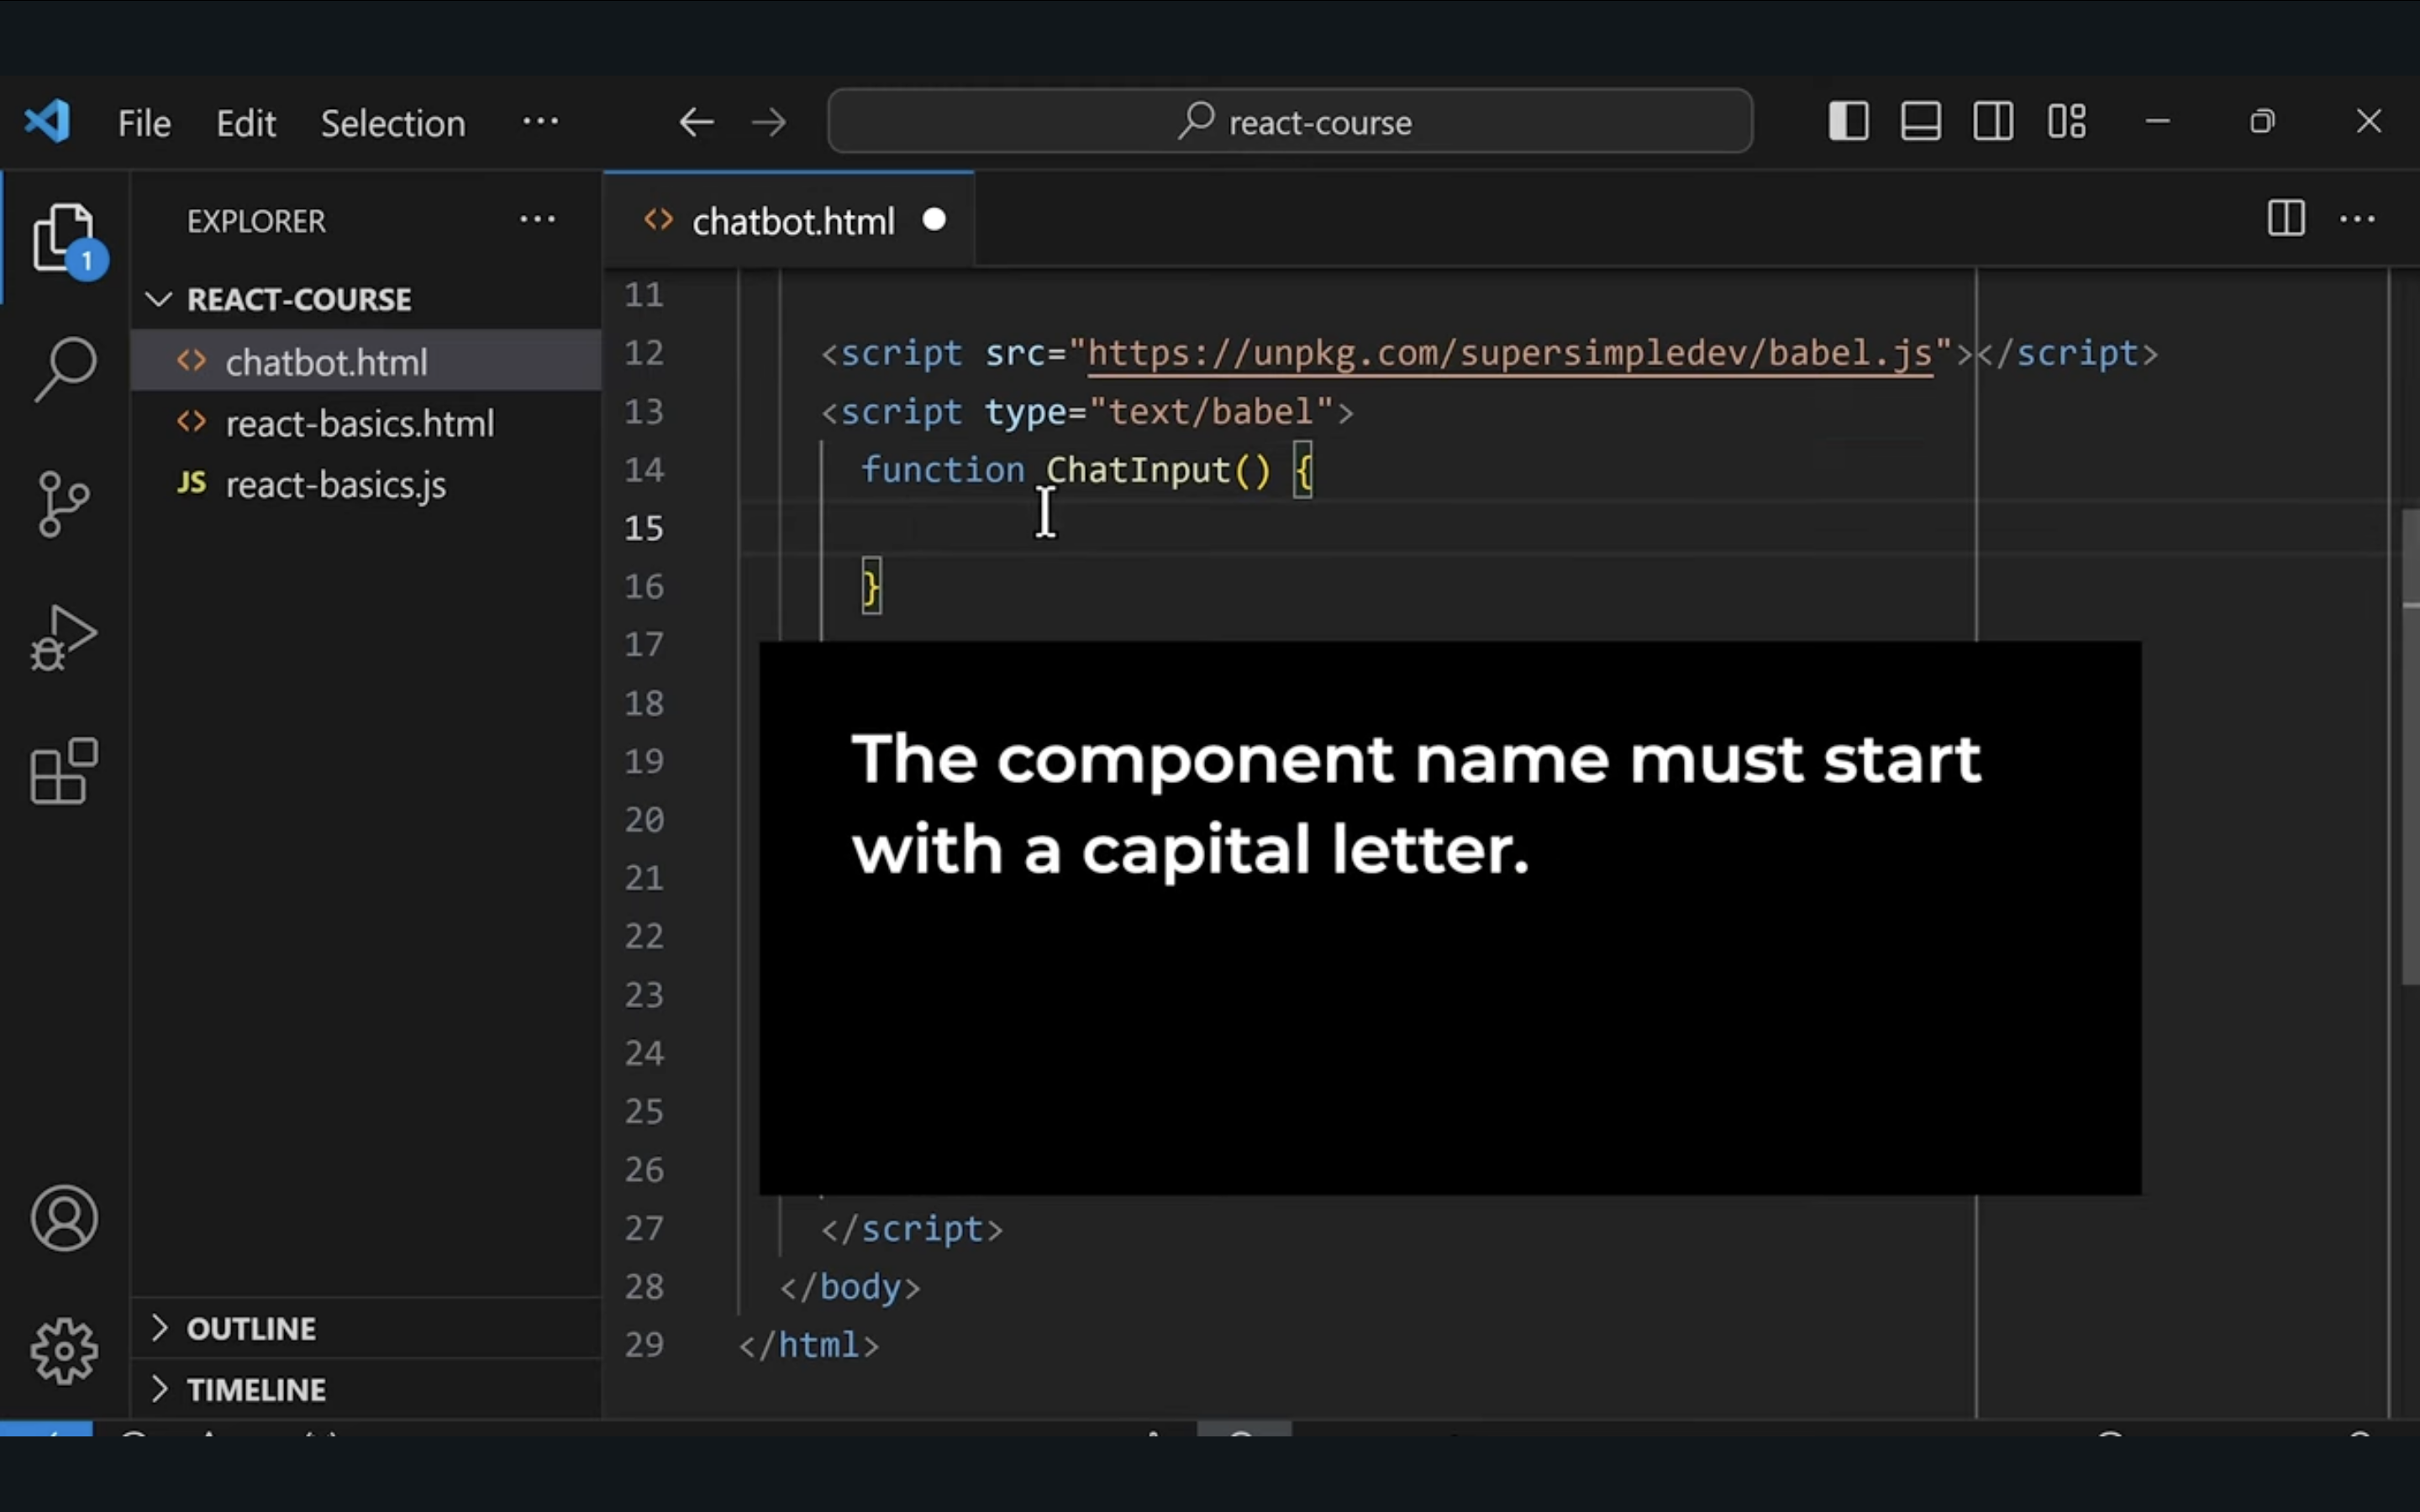 File Edit Selection ··· react-course
EXPLORER ···
chatbot.html
1
REACT-COURSE
chatbot.html
react-basics.html
JS react-basics.js
OUTLINE
TIMELINE
11
12 <script src="https://unpkg.com/supersimpledev/babel.js"></script>
13 <script type="text/babel">
14 function ChatInput() {
15
16 }
17
18
19
20
21
22
23
24
25
26
27 </script>
28 </body>
29 </html>
The component name must start
with a capital letter.